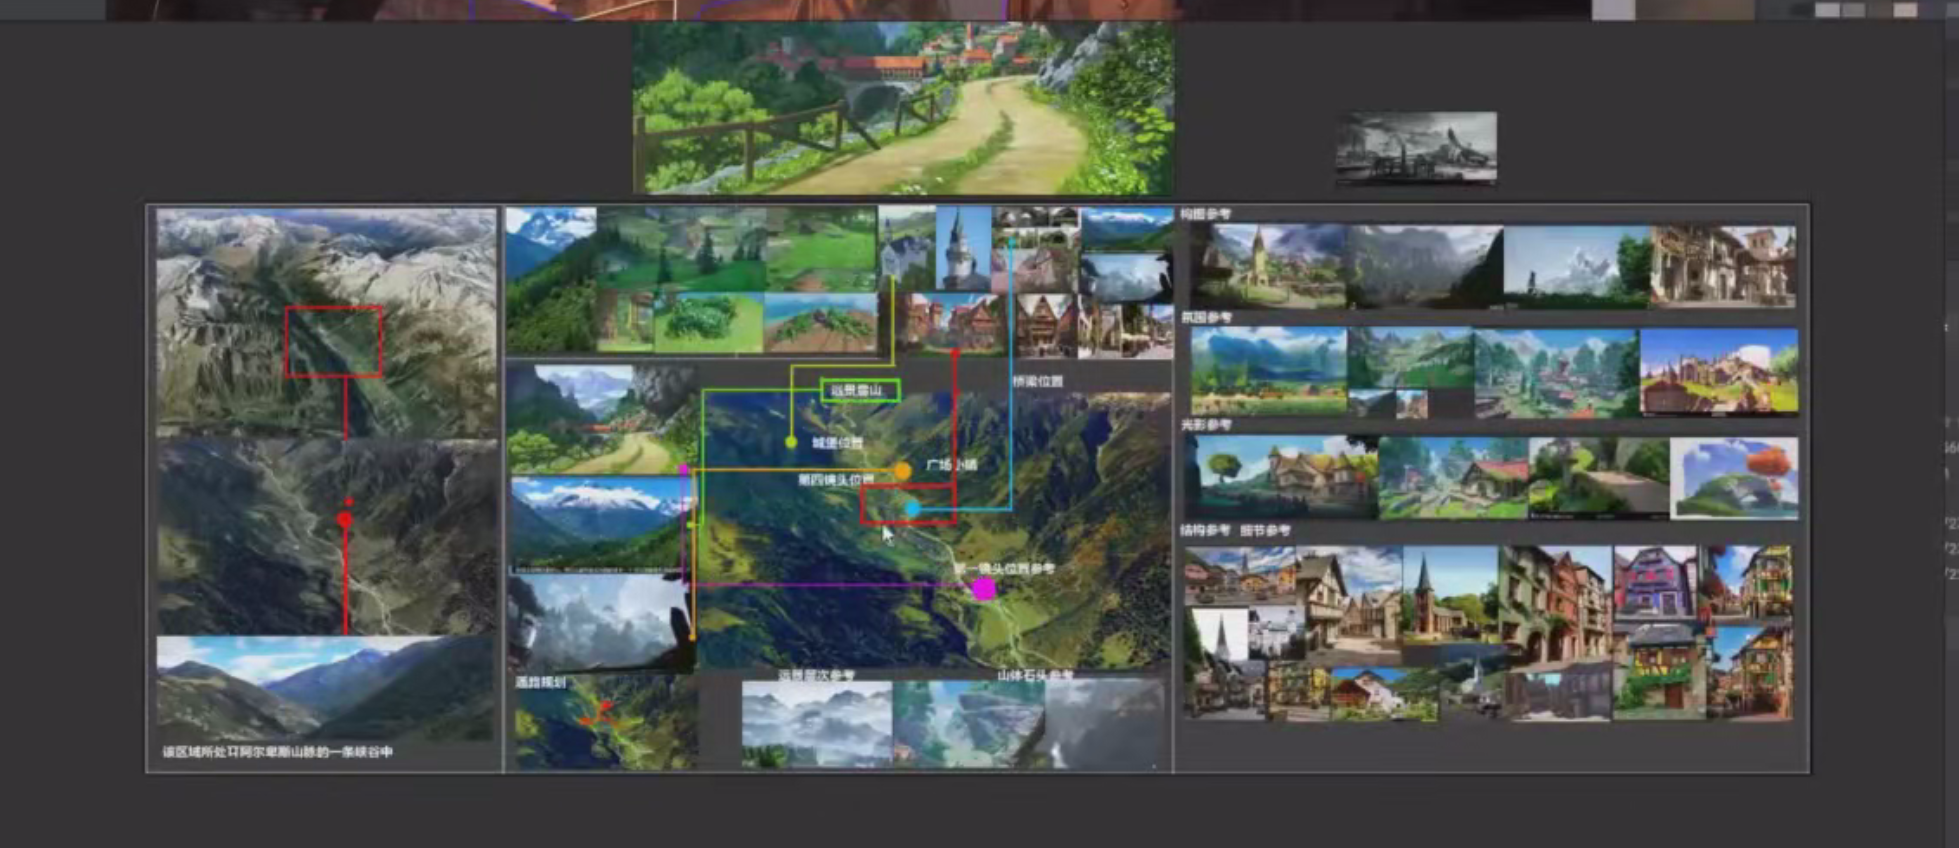 构图参考
氛围参考
光影参考
结构参考 细节参考
桥梁位置
远景雪山
城堡位置
广场小镇
第四镜头位置
第一镜头位置参考
远景层次参考
山体石头参考
道路规划
该区域所处于阿尔卑斯山脉的一条峡谷中